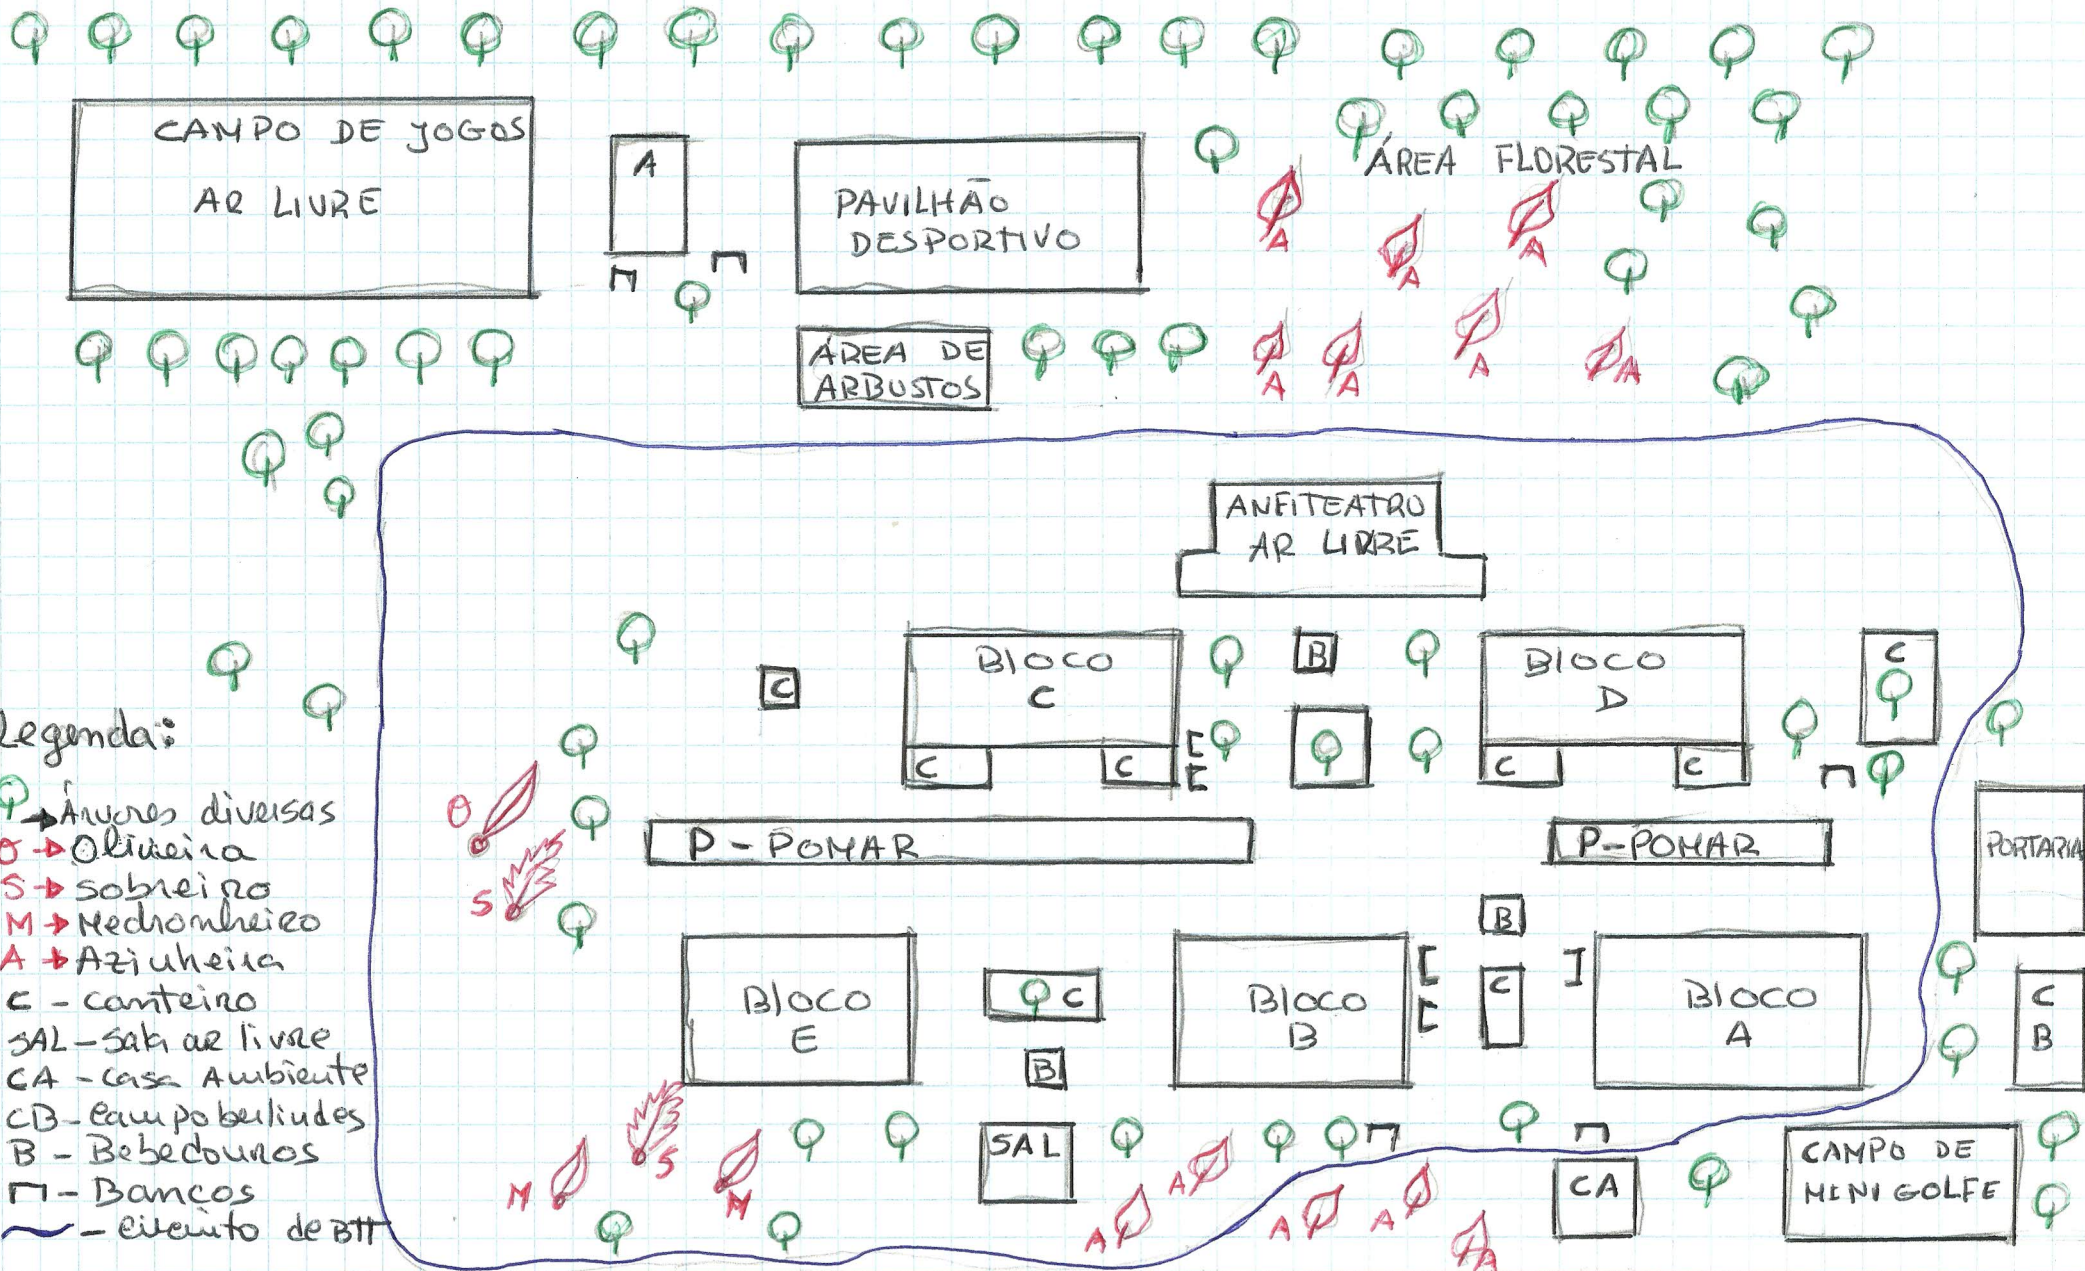 CAMPO DE JOGOS
AR LIVRE
A
PAVILHÃO
DESPORTIVO
ÁREA FLORESTAL
A
A
A
A
A
A
A
ÁREA DE
ARBUSTOS
ANFITEATRO
AR LIVRE
C
BLOCO
C
C
C
B
BLOCO
D
C
C
C
P - POMAR
P - POMAR
PORTARIA
O
S
BLOCO
E
C
B
BLOCO
B
B
C
BLOCO
A
C
B
M
S
M
SAL
A
A
A
A
A
CA
CAMPO DE
MINI GOLFE
Legenda:
Árvores diversas
O → Oliveira
S → Sobreiro
M → Medronheiro
A → Azinheira
C - Canteiro
SAL - Sala ar livre
CA - Casa Ambiente
CB - Campo berlindes
B - Bebedouros
- Bancos
- Circuito de BTT